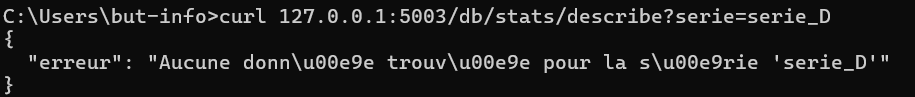 C:\Users\but-info>curl 127.0.0.1:5003/db/stats/describe?serie=serie_D
{
  "erreur": "Aucune donn\u00e9e trouv\u00e9e pour la s\u00e9rie 'serie_D'"
}